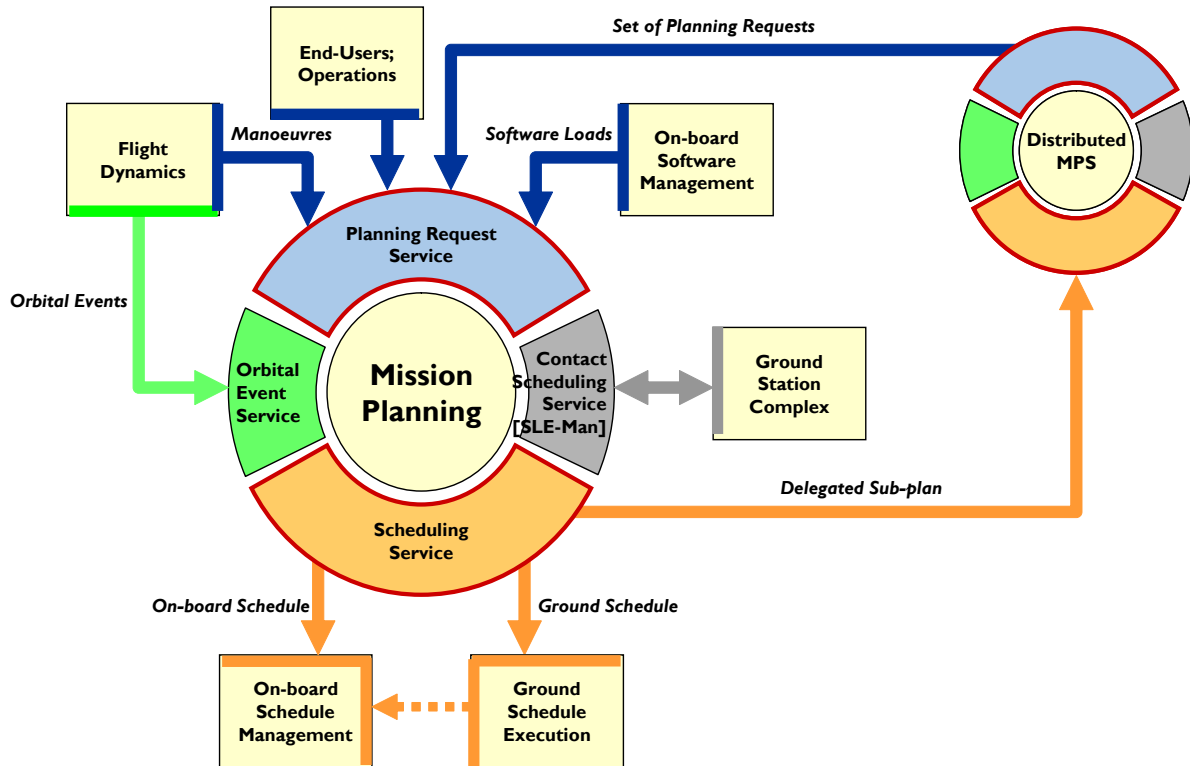 Set of Planning Requests
End-Users;
Operations
Manoeuvres
Software Loads
Flight
Dynamics
On-board
Software
Management
Distributed
MPS
Planning Request
Service
Orbital Events
Orbital
Event
Service
Mission
Planning
Contact
Scheduling
Service
[SLE-Man]
Ground
Station
Complex
Delegated Sub-plan
Scheduling
Service
On-board Schedule
Ground Schedule
On-board
Schedule
Management
Ground
Schedule
Execution